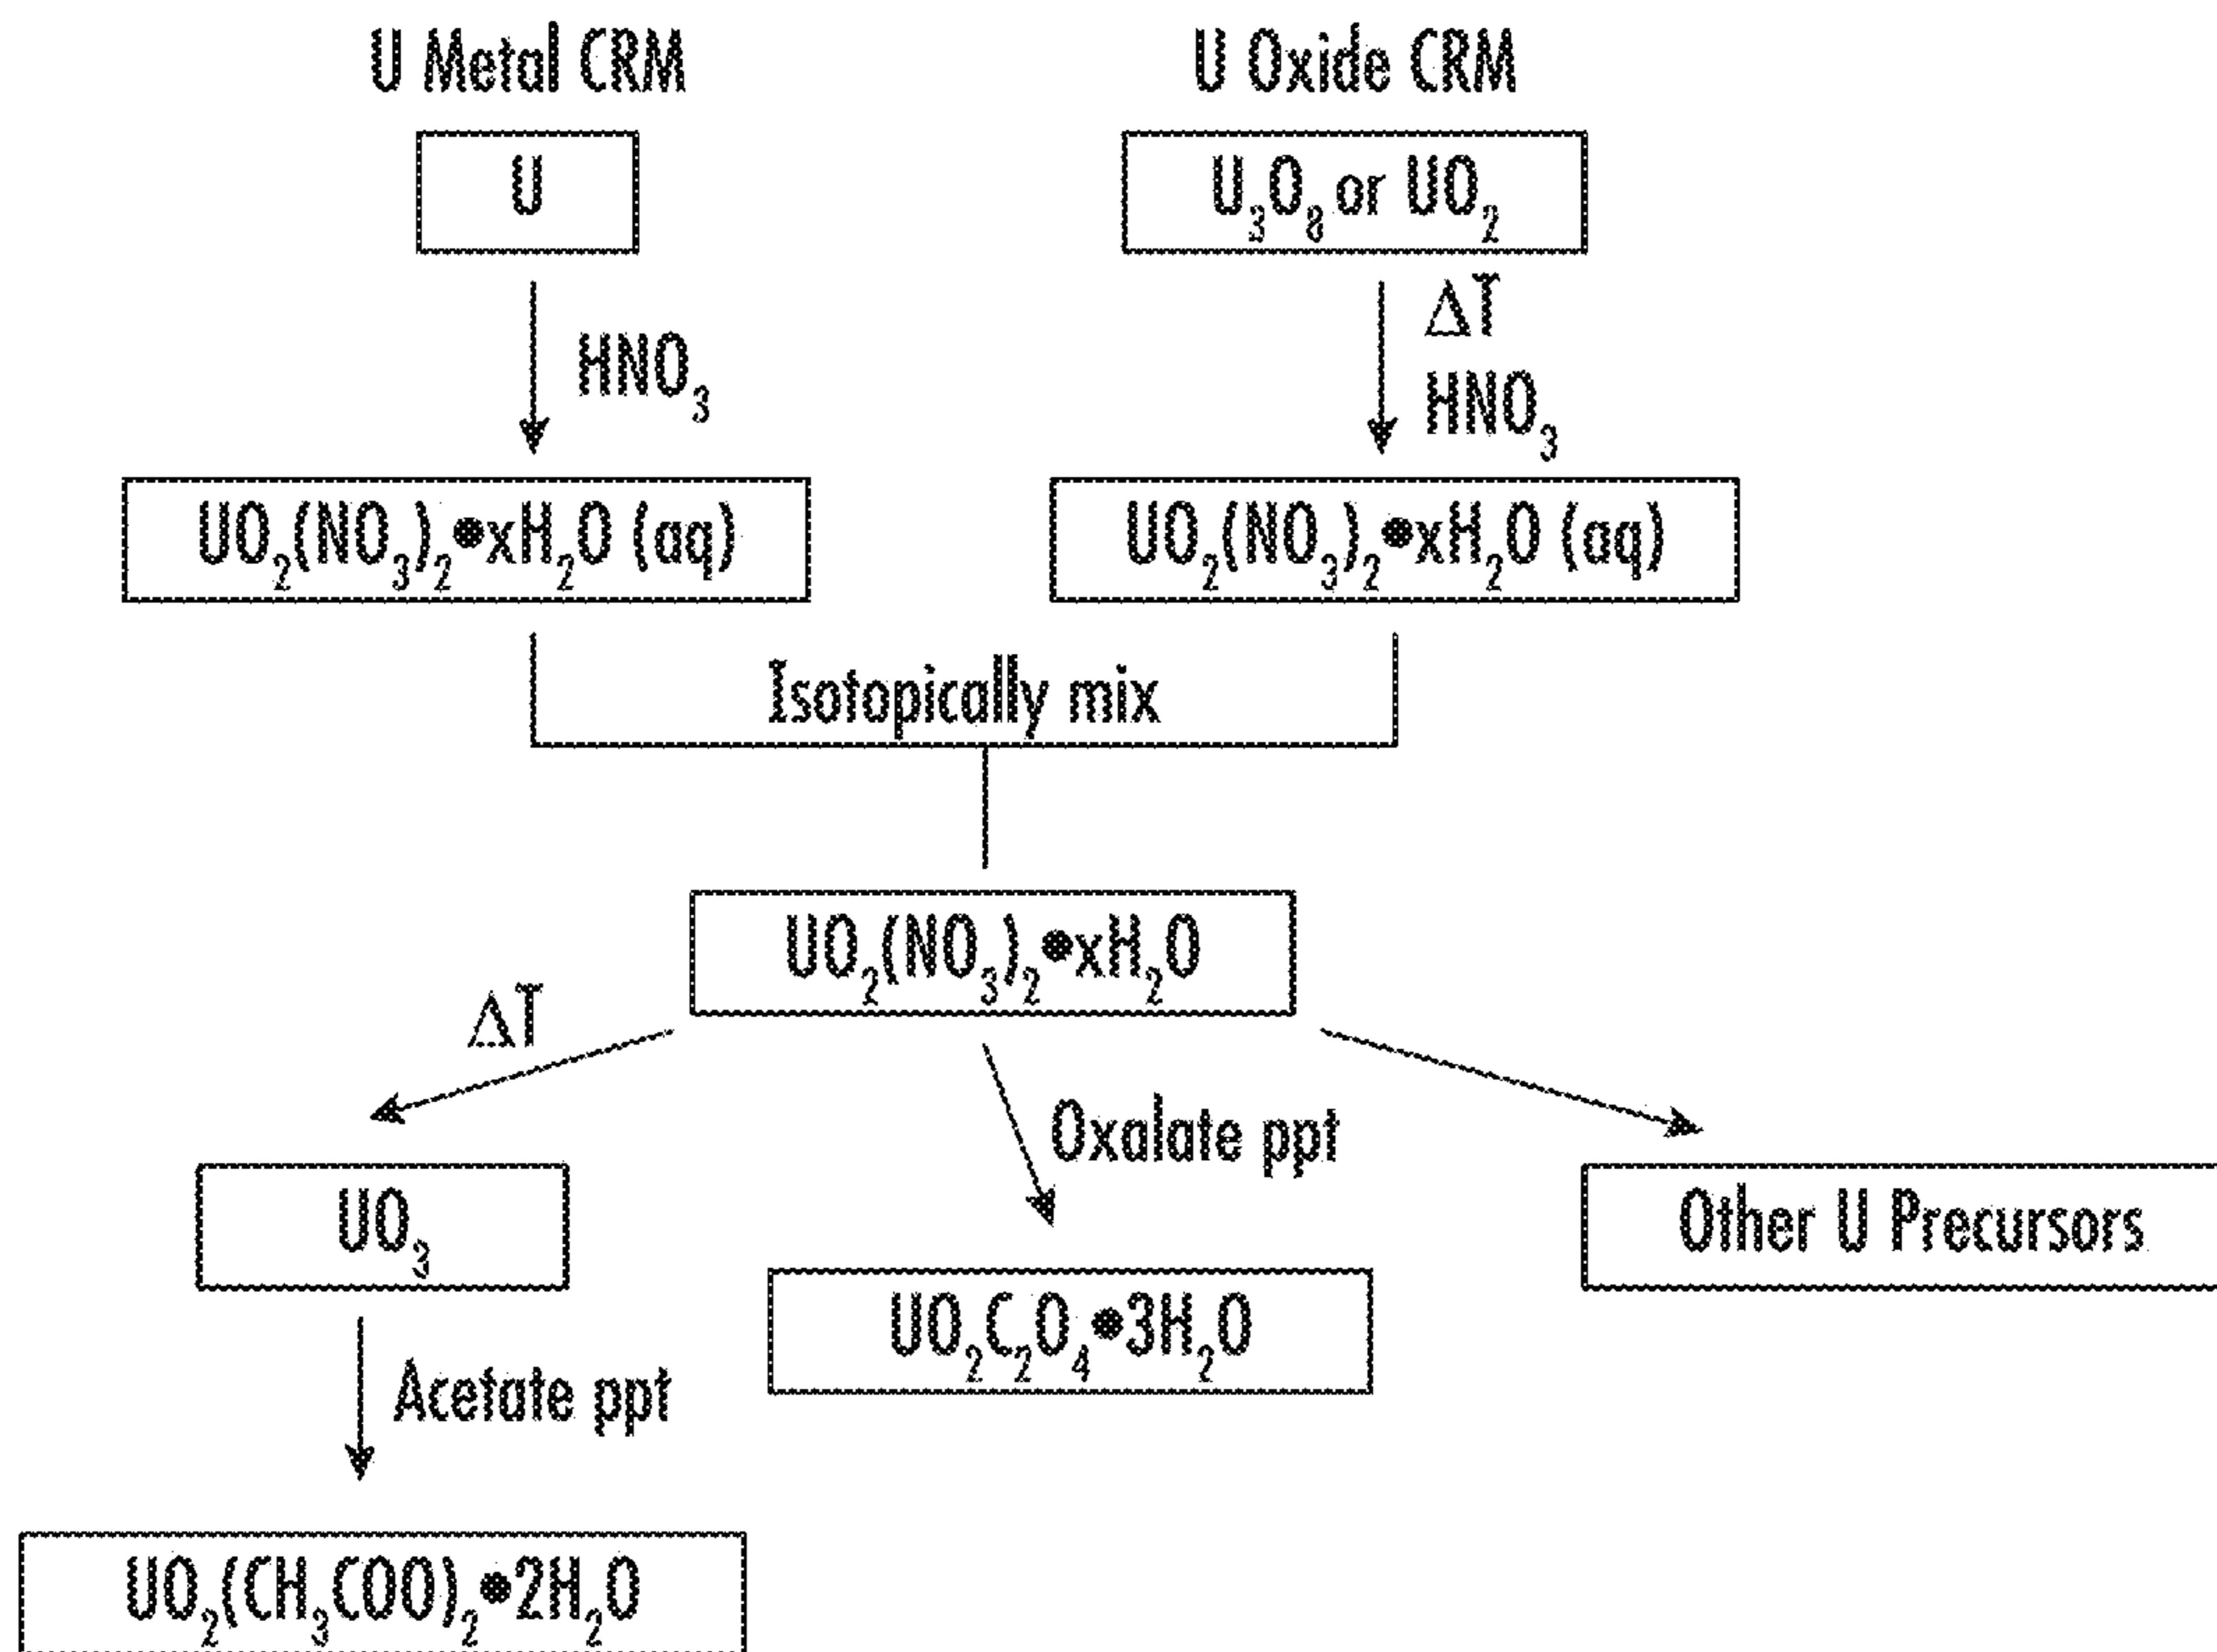 U Metal CRM
U Oxide CRM
U
U₃O₈ or UO₂
HNO₃
ΔT
HNO₃
UO₂(NO₃)₂•xH₂O (aq)
UO₂(NO₃)₂•xH₂O (aq)
Isotopically mix
UO₂(NO₃)₂•xH₂O
ΔT
Oxalate ppt
UO₃
Other U Precursors
UO₂C₂O₄•3H₂O
Acetate ppt
UO₂(CH₃COO)₂•2H₂O